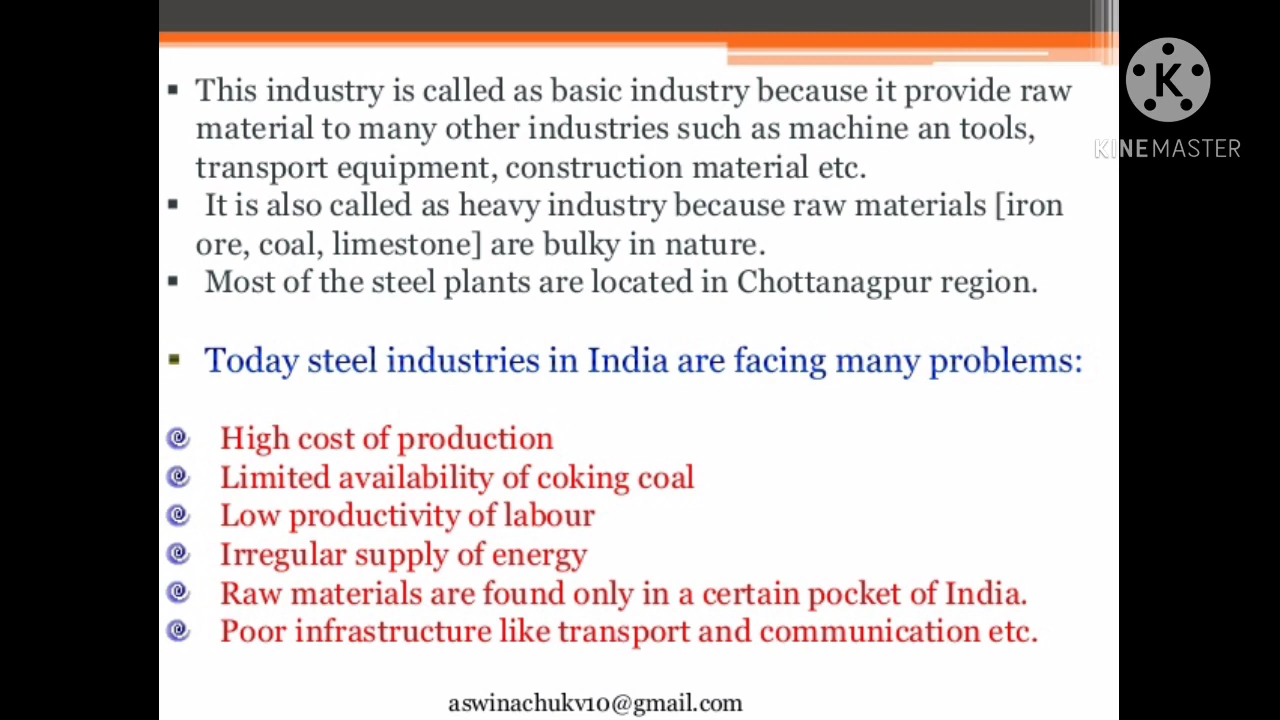 This industry is called as basic industry because it provide raw
material to many other industries such as machine an tools,
transport equipment, construction material etc.
It is also called as heavy industry because raw materials [iron
ore, coal, limestone] are bulky in nature.
Most of the steel plants are located in Chottanagpur region.
Today steel industries in India are facing many problems:
High cost of production
Limited availability of coking coal
Low productivity of labour
Irregular supply of energy
Raw materials are found only in a certain pocket of India.
Poor infrastructure like transport and communication etc.
aswinachukv10@gmail.com
K
KINEMASTER